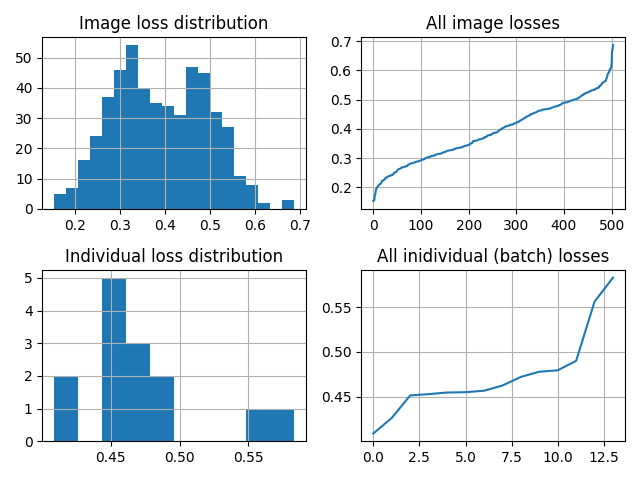 Image loss distribution
50
40
30
20
10
0
0.2 0.3 0.4 0.5 0.6 0.7
All image losses
0.7
0.6
0.5
0.4
0.3
0.2
0 100 200 300 400 500
Individual loss distribution
5
4
3
2
1
0
0.45 0.50 0.55
All inidividual (batch) losses
0.55
0.50
0.45
0.0 2.5 5.0 7.5 10.0 12.5